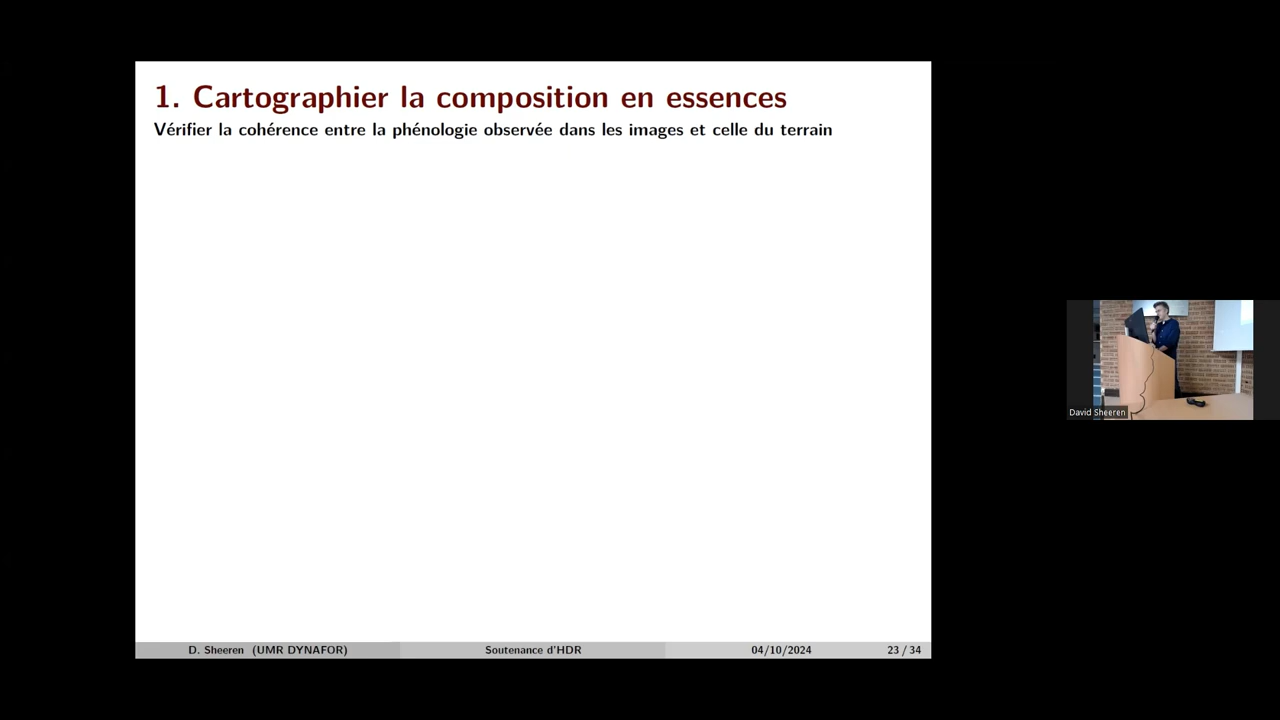 1. Cartographier la composition en essences
Vérifier la cohérence entre la phénologie observée dans les images et celle du terrain
David Sheeren
D. Sheeren (UMR DYNAFOR) Soutenance d'HDR 04/10/2024 23 / 34